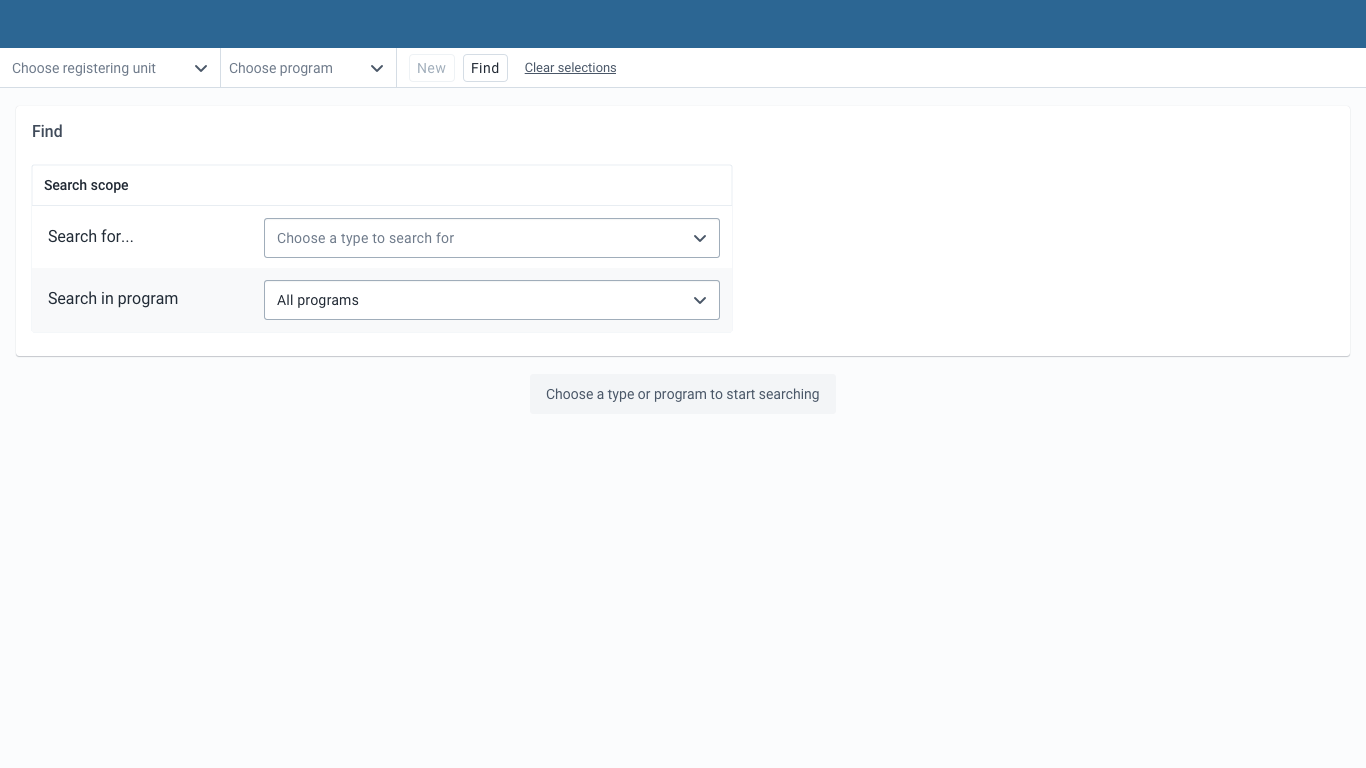 Choose registering unit
Choose program
New
Find
Clear selections
Find
Search scope
Search for...
Choose a type to search for
Search in program
All programs
Choose a type or program to start searching